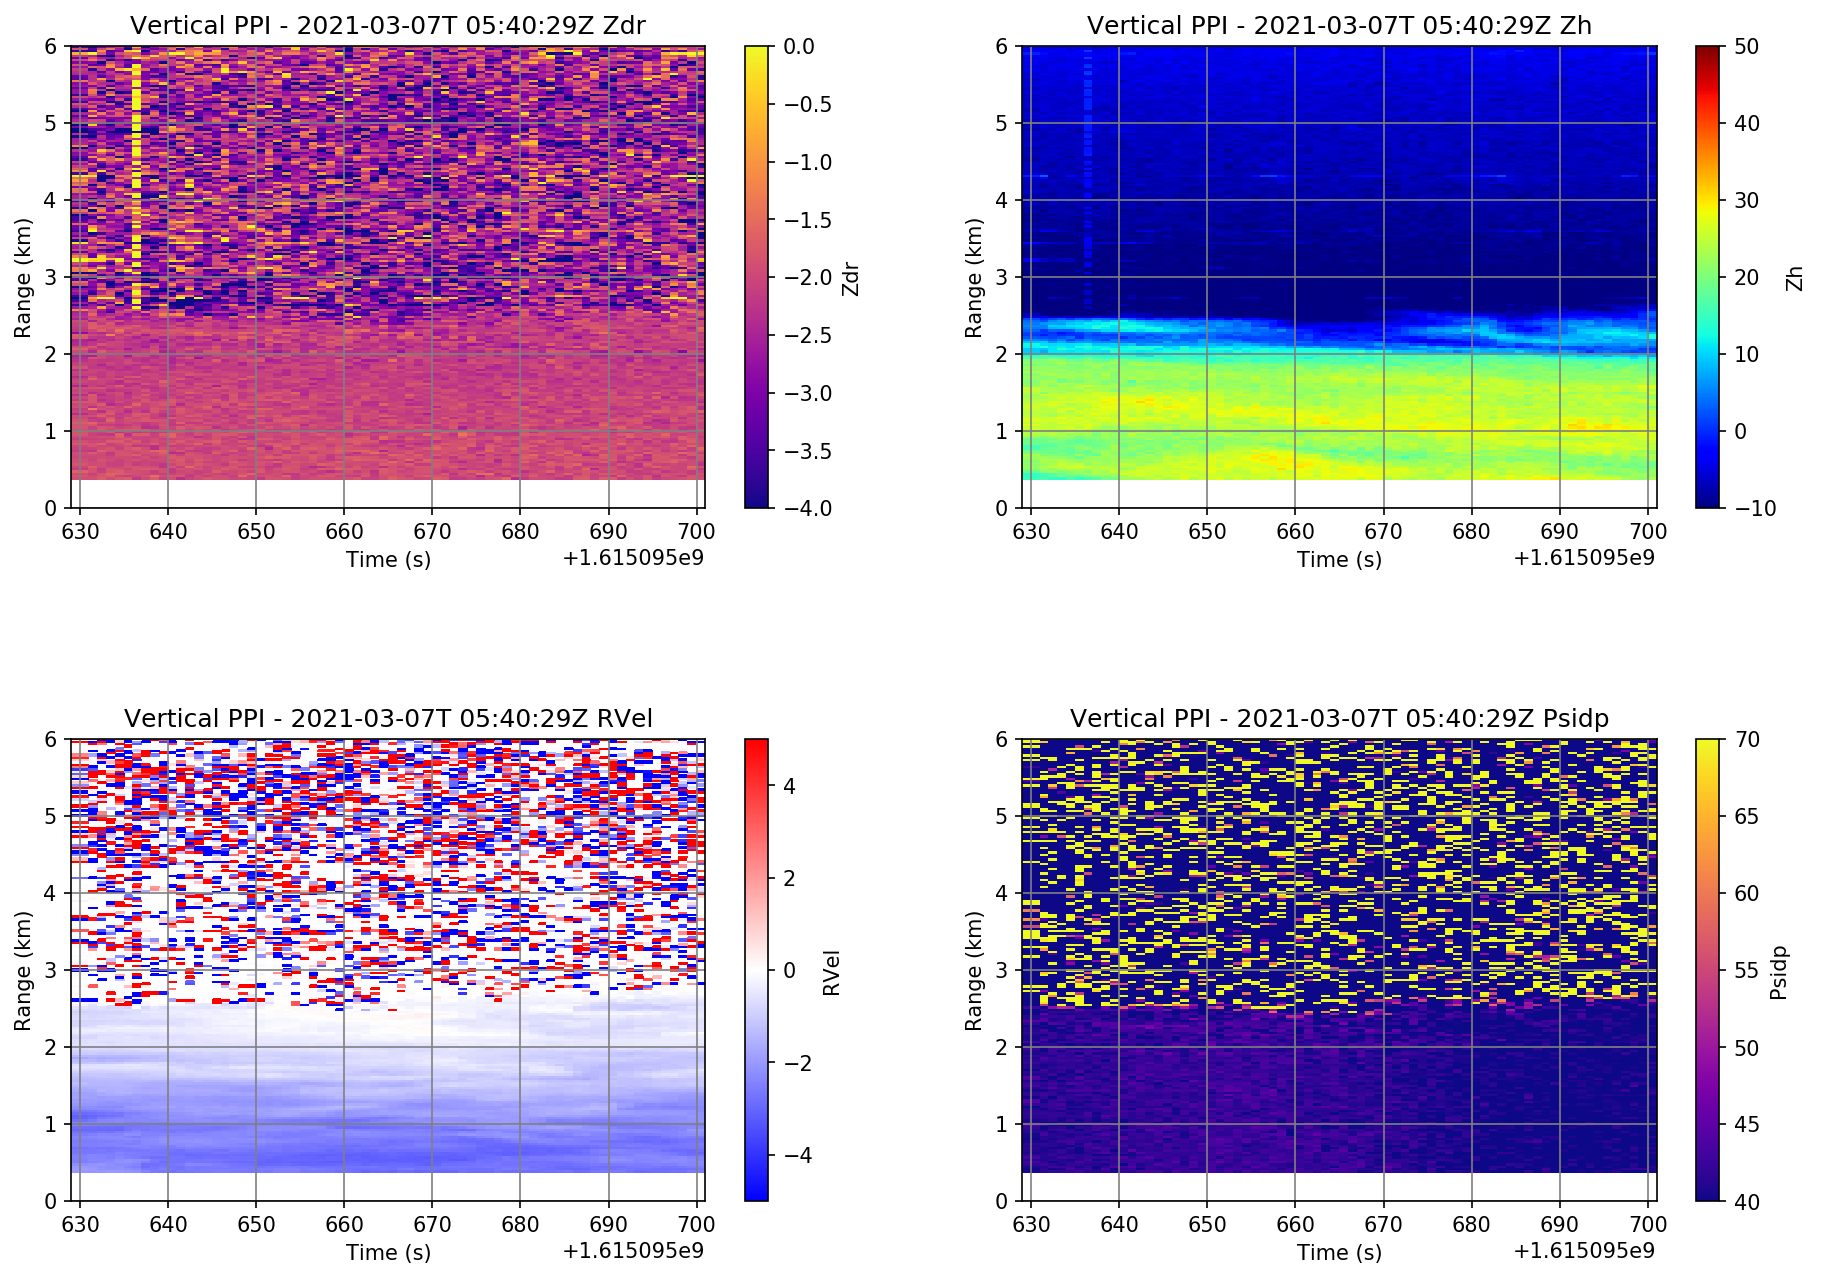 Vertical PPI - 2021-03-07T 05:40:29Z Zdr
6
5
4
3
2
1
0
Range (km)
630 640 650 660 670 680 690 700
Time (s)
+1.615095e9
0.0
−0.5
−1.0
−1.5
−2.0
−2.5
−3.0
−3.5
−4.0
Zdr
Vertical PPI - 2021-03-07T 05:40:29Z Zh
6
5
4
3
2
1
0
Range (km)
630 640 650 660 670 680 690 700
Time (s)
+1.615095e9
50
40
30
20
10
0
−10
Zh
Vertical PPI - 2021-03-07T 05:40:29Z RVel
6
5
4
3
2
1
0
Range (km)
630 640 650 660 670 680 690 700
Time (s)
+1.615095e9
4
2
0
−2
−4
RVel
Vertical PPI - 2021-03-07T 05:40:29Z Psidp
6
5
4
3
2
1
0
Range (km)
630 640 650 660 670 680 690 700
Time (s)
+1.615095e9
70
65
60
55
50
45
40
Psidp